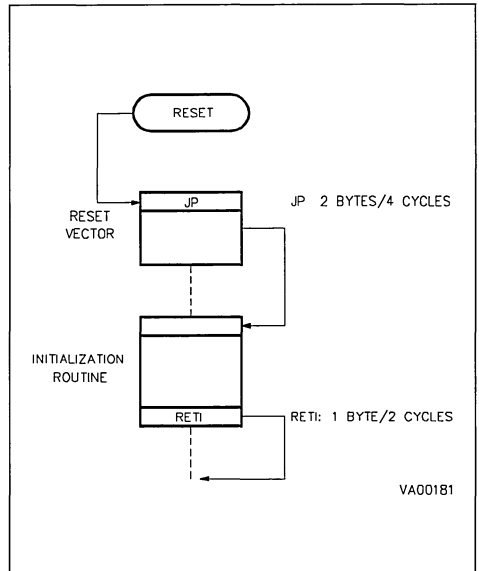 RESET
JP
JP 2 BYTES/4 CYCLES
RESET
VECTOR
INITIALIZATION
ROUTINE
RETI
RETI: 1 BYTE/2 CYCLES
VA00181